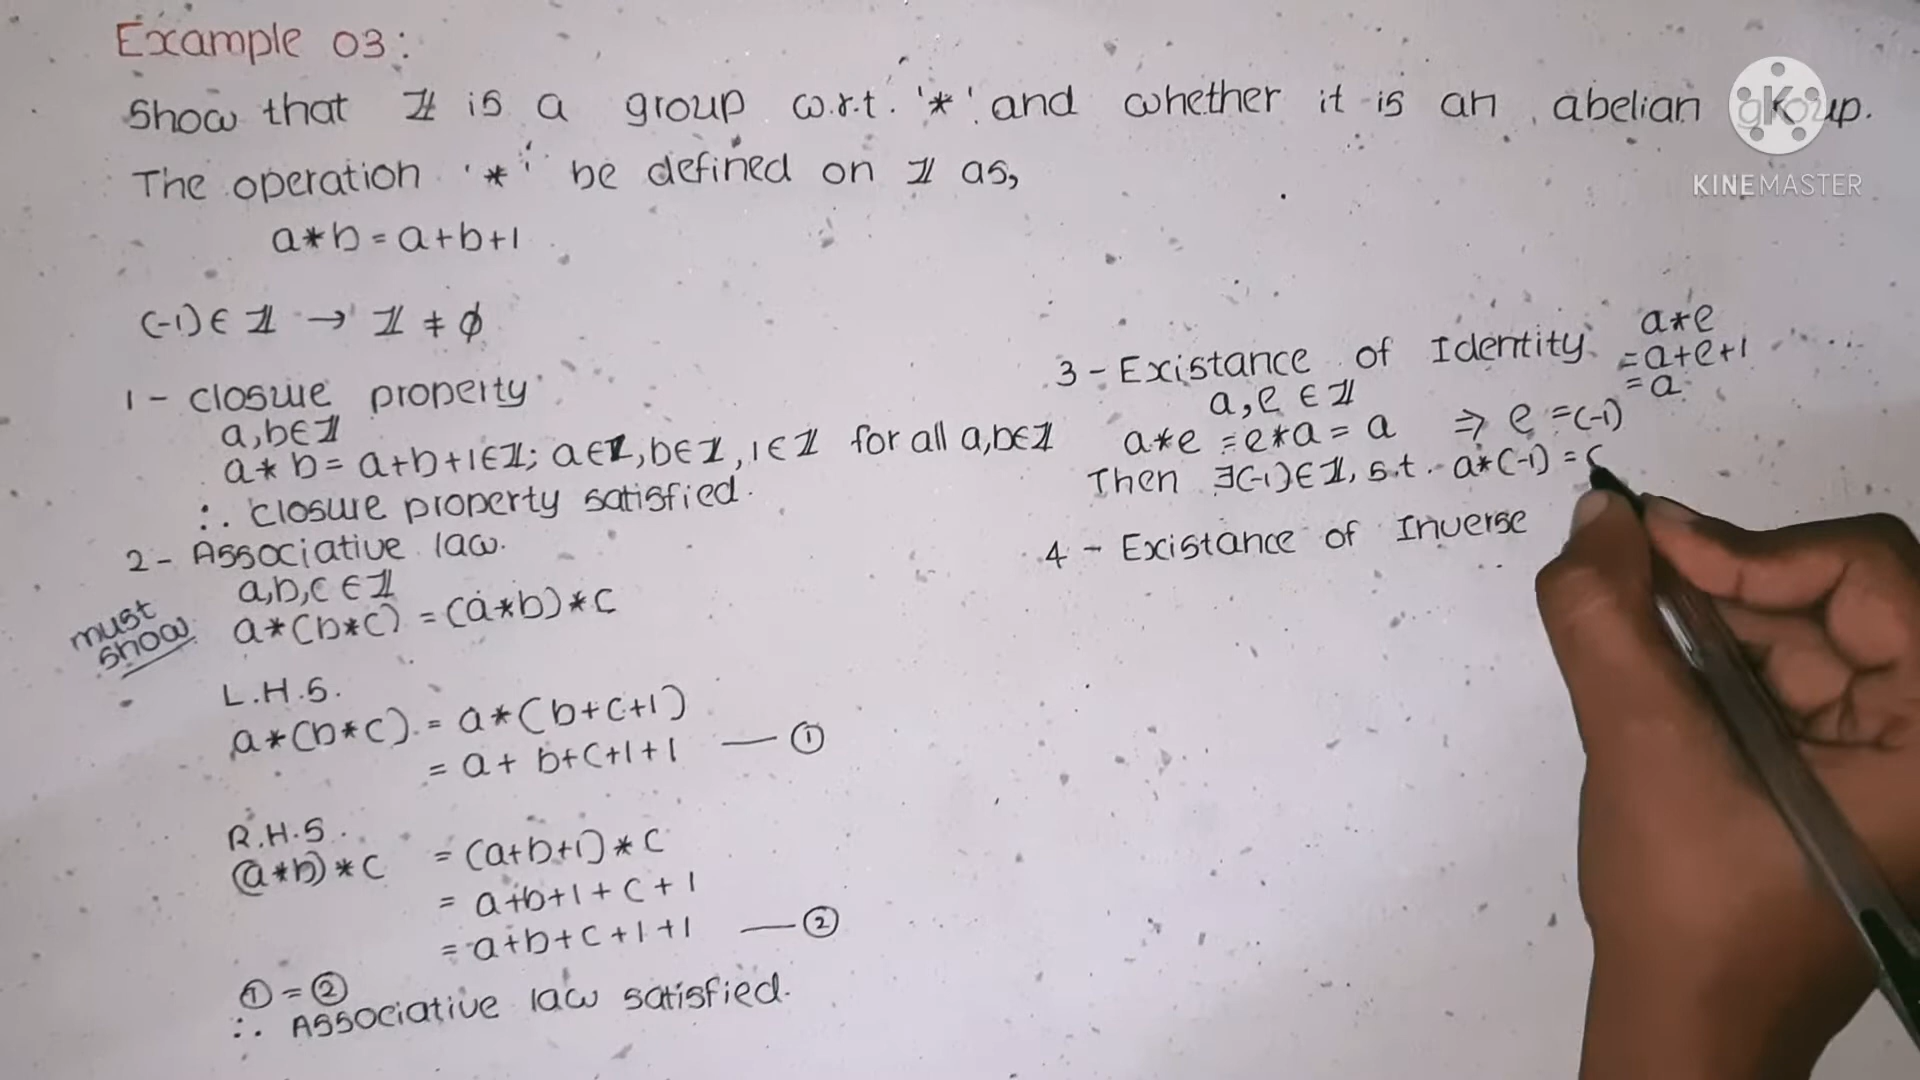 Example 03:
Show that ℤ is a group w.r.t. '*' and whether it is an abelian group.
The operation '*' be defined on ℤ as,
a*b = a+b+1
(-1) ∈ ℤ → ℤ ≠ ϕ
1 - closure property
a,b∈ℤ
a*b = a+b+1∈ℤ; a∈ℤ, b∈ℤ, 1∈ℤ for all a,b∈ℤ
∴ closure property satisfied.
2 - Associative law.
a,b,c ∈ℤ
must show a*(b*c) = (a*b)*c
L.H.S.
a*(b*c) = a*(b+c+1)
= a+ b+c+1+1 — ①
R.H.S.
(a*b)*c = (a+b+1)*c
= a+b+1+c+1
= a+b+c+1+1 — ②
① = ②
∴ Associative law satisfied.
3 - Existance of Identity
a*e
= a+e+1
= a
a,e ∈ℤ
a*e = e*a = a ⇒ e = (-1)
Then ∃(-1)∈ℤ, s.t. a*(-1) =
4 - Existance of Inverse
KINEMASTER